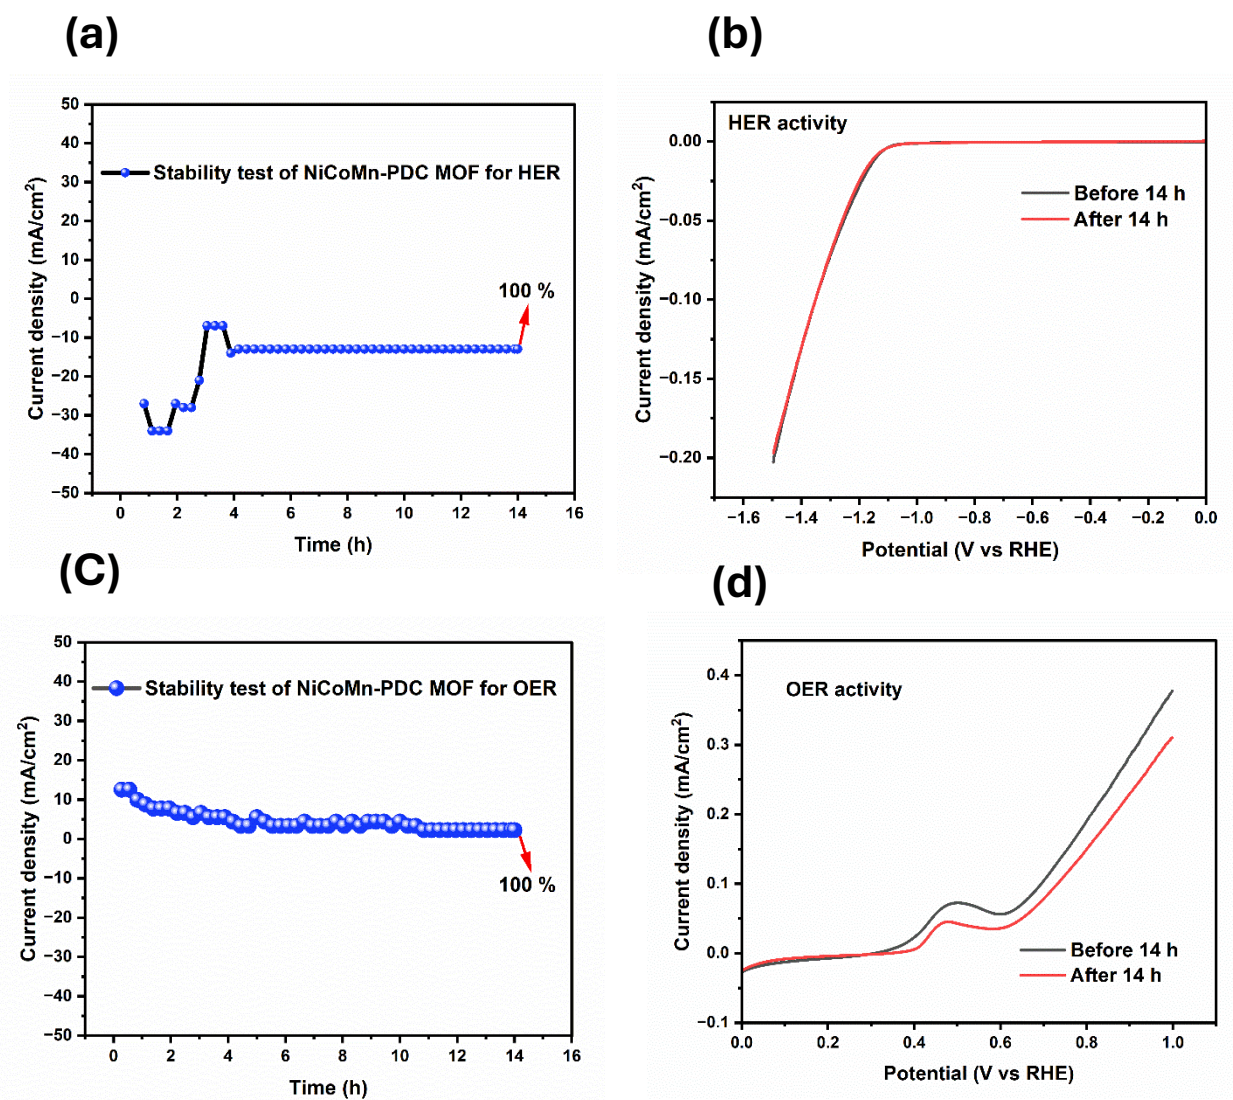 (a)
50
40
30
20
10
0
−10
−20
−30
−40
−50
Current density (mA/cm²)
Stability test of NiCoMn-PDC MOF for HER
100 %
0 2 4 6 8 10 12 14 16
Time (h)
(b)
HER activity
0.00
−0.05
−0.10
−0.15
−0.20
Current density (mA/cm²)
Before 14 h
After 14 h
−1.6 −1.4 −1.2 −1.0 −0.8 −0.6 −0.4 −0.2 0.0
Potential (V vs RHE)
(C)
50
40
30
20
10
0
−10
−20
−30
−40
−50
Current density (mA/cm²)
Stability test of NiCoMn-PDC MOF for OER
100 %
0 2 4 6 8 10 12 14 16
Time (h)
(d)
OER activity
0.4
0.3
0.2
0.1
0.0
−0.1
Current density (mA/cm²)
Before 14 h
After 14 h
0.0 0.2 0.4 0.6 0.8 1.0
Potential (V vs RHE)